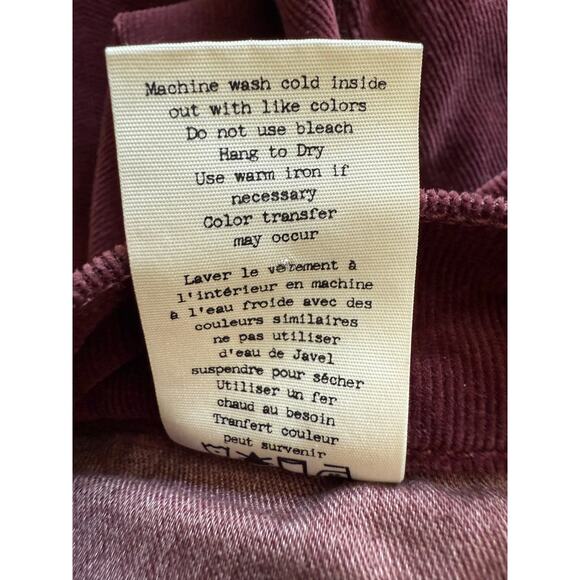 Machine wash cold inside
out with like colors
Do not use bleach
Hang to Dry
Use warm iron if
necessary
Color transfer
may occur
Laver le vêtement à
l'intérieur en machine
à l'eau froide avec des
couleurs similaires
ne pas utiliser
d'eau de Javel
suspendre pour sécher
Utiliser un fer
chaud au besoin
Tranfert couleur
peut survenir